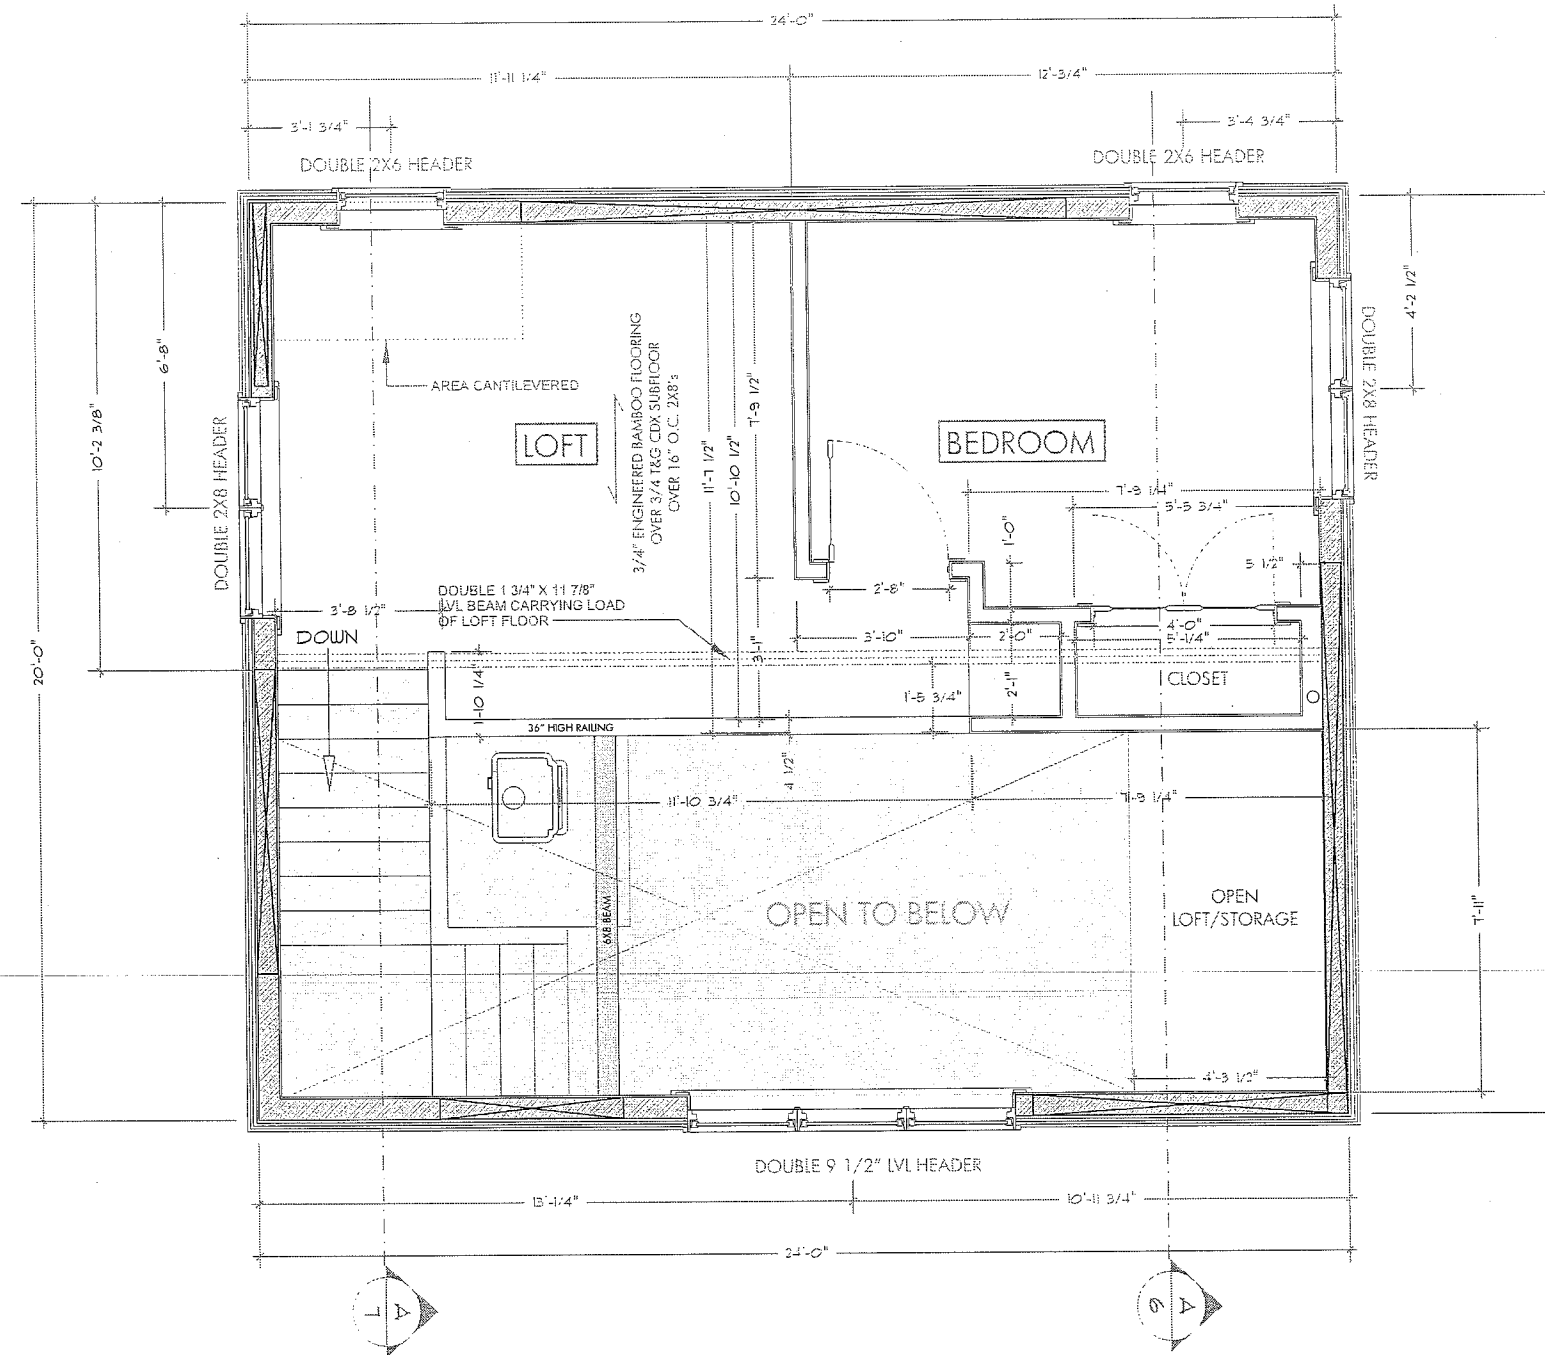 24'-0"
11'-11 1/4"
12'-3/4"
3'-1 3/4"
3'-4 3/4"
DOUBLE 2X6 HEADER
DOUBLE 2X6 HEADER
20'-0"
10'-2 3/8"
6'-8"
DOUBLE 2X8 HEADER
4'-2 1/2"
DOUBLE 2X8 HEADER
AREA CANTILEVERED
LOFT
3/4" ENGINEERED BAMBOO FLOORING
OVER 3/4 T&G CDX SUBFLOOR
OVER 16" O.C. 2X8's
11'-7 1/2"
10'-10 1/2"
7'-9 1/2"
BEDROOM
7'-9 1/4"
5'-5 3/4"
1'-0"
5 1/2"
2'-8"
DOUBLE 1 3/4" X 11 7/8"
LVL BEAM CARRYING LOAD
OF LOFT FLOOR
3'-8 1/2"
DOWN
3'-10"
2'-0"
4'-0"
5'-1/4"
3'-1"
1'-10 1/4"
1'-5 3/4"
2'-1"
CLOSET
36" HIGH RAILING
4 1/2"
11'-10 3/4"
7'-9 1/4"
6X8 BEAM
OPEN TO BELOW
OPEN
LOFT/STORAGE
7'-11"
4'-3 1/2"
DOUBLE 9 1/2" LVL HEADER
13'-1/4"
10'-11 3/4"
24'-0"
A
7
A
6